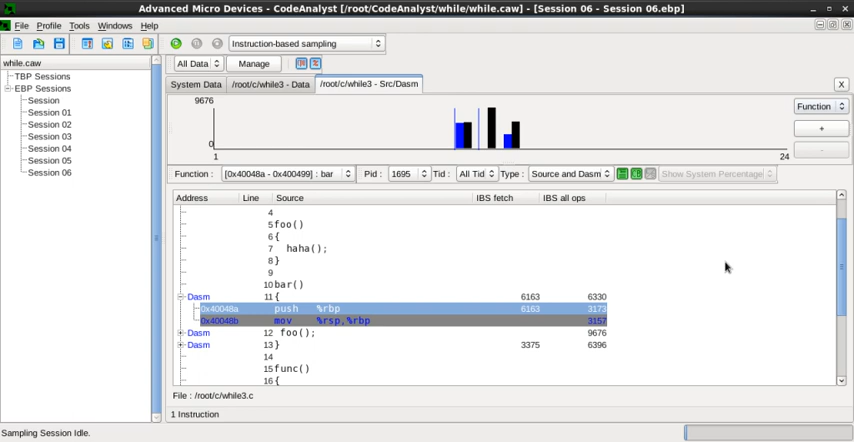 Advanced Micro Devices - CodeAnalyst [/root/CodeAnalyst/while/while.caw] - [Session 06 - Session 06.ebp]
File Profile Tools Windows Help
Instruction-based sampling
while.caw
TBP Sessions
EBP Sessions
Session
Session 01
Session 02
Session 03
Session 04
Session 05
Session 06
All Data Manage
System Data /root/c/while3 - Data /root/c/while3 - Src/Dasm X
9676
0
1 24
Function
+
-
Function : [0x40048a - 0x400499] : bar Pid : 1695 Tid : All Tid Type : Source and Dasm Show System Percentage
Address Line Source IBS fetch IBS all ops
4
5 foo()
6 {
7 haha();
8 }
9
10 bar()
Dasm 11 { 6163 6330
0x40048a push %rbp 6163 3173
0x40048b mov %rsp,%rbp 3157
Dasm 12 foo(); 9676
Dasm 13 } 3375 6396
14
15 func()
16 {
File : /root/c/while3.c
1 Instruction
Sampling Session Idle.